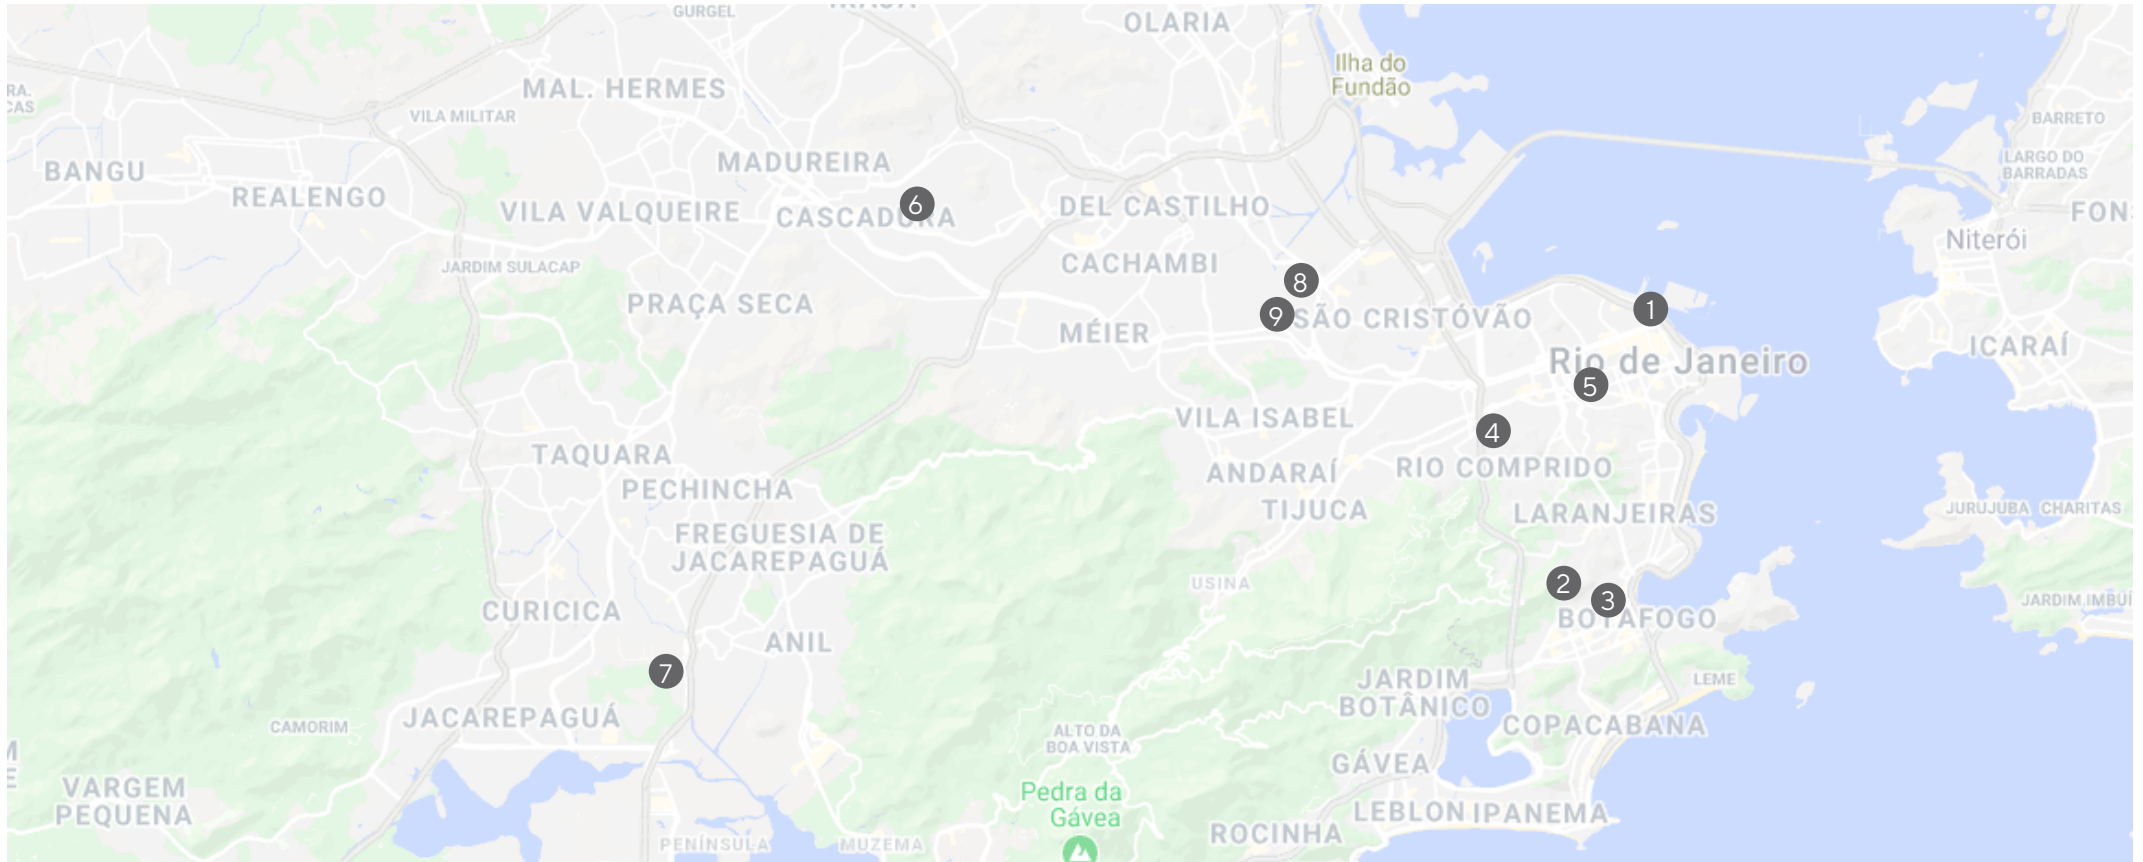 GURGEL
OLARIA
Ilha do
Fundão
MAL. HERMES
VILA MILITAR
BARRETO
MADUREIRA
LARGO DO
BARRADAS
BANGU
REALENGO
VILA VALQUEIRE
6
CASCADURA
DEL CASTILHO
FONS
Niterói
JARDIM SULACAP
CACHAMBI
8
PRAÇA SECA
9
SÃO CRISTÓVÃO
1
MÉIER
ICARAÍ
Rio de Janeiro
5
VILA ISABEL
4
TAQUARA
ANDARAÍ
RIO COMPRIDO
PECHINCHA
TIJUCA
LARANJEIRAS
JURUJUBA
CHARITAS
FREGUESIA DE
JACAREPAGUÁ
USINA
2
3
CURICICA
BOTAFOGO
JARDIM IMBUÍ
ANIL
7
JARDIM
BOTÂNICO
LEME
JACAREPAGUÁ
CAMORIM
COPACABANA
ALTO DA
BOA VISTA
GÁVEA
VARGEM
PEQUENA
Pedra da
Gávea
LEBLON
IPANEMA
ROCINHA
PENÍNSULA
MUZEMA